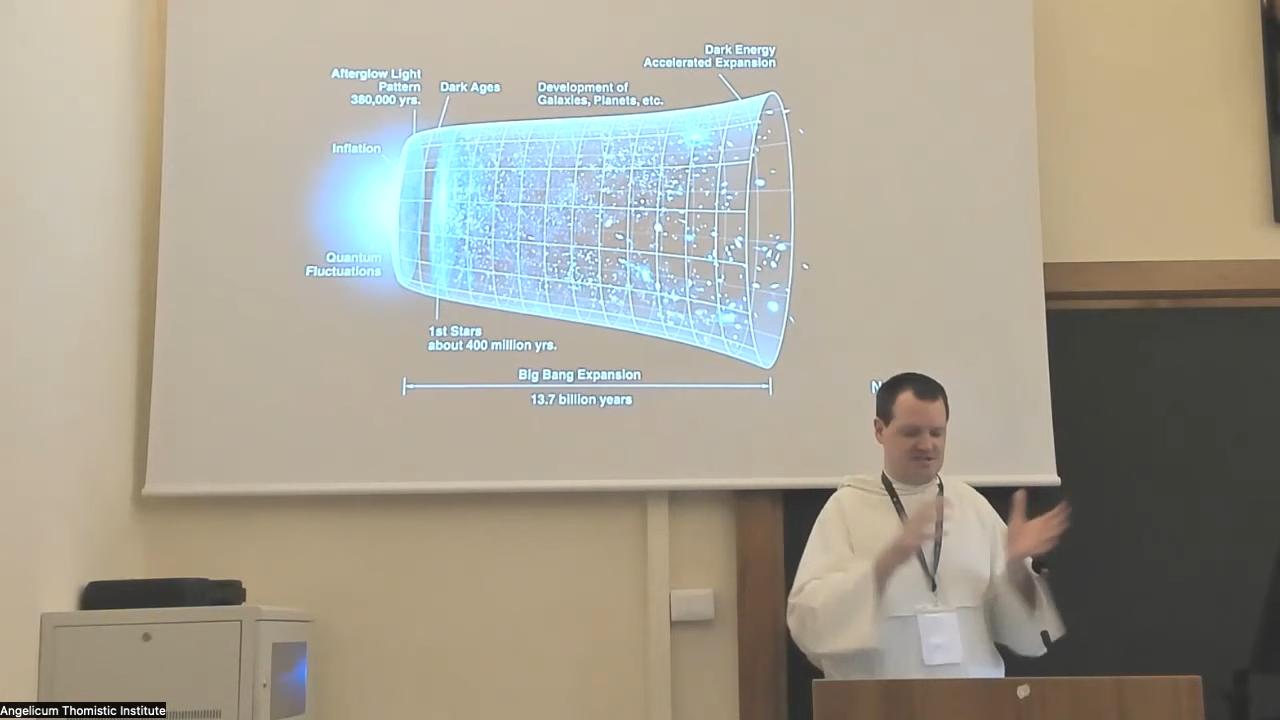 Dark Energy
Accelerated Expansion
Afterglow Light
Pattern
380,000 yrs.
Dark Ages
Development of
Galaxies, Planets, etc.
Inflation
Quantum
Fluctuations
1st Stars
about 400 million yrs.
Big Bang Expansion
13.7 billion years
Angelicum Thomistic Institute